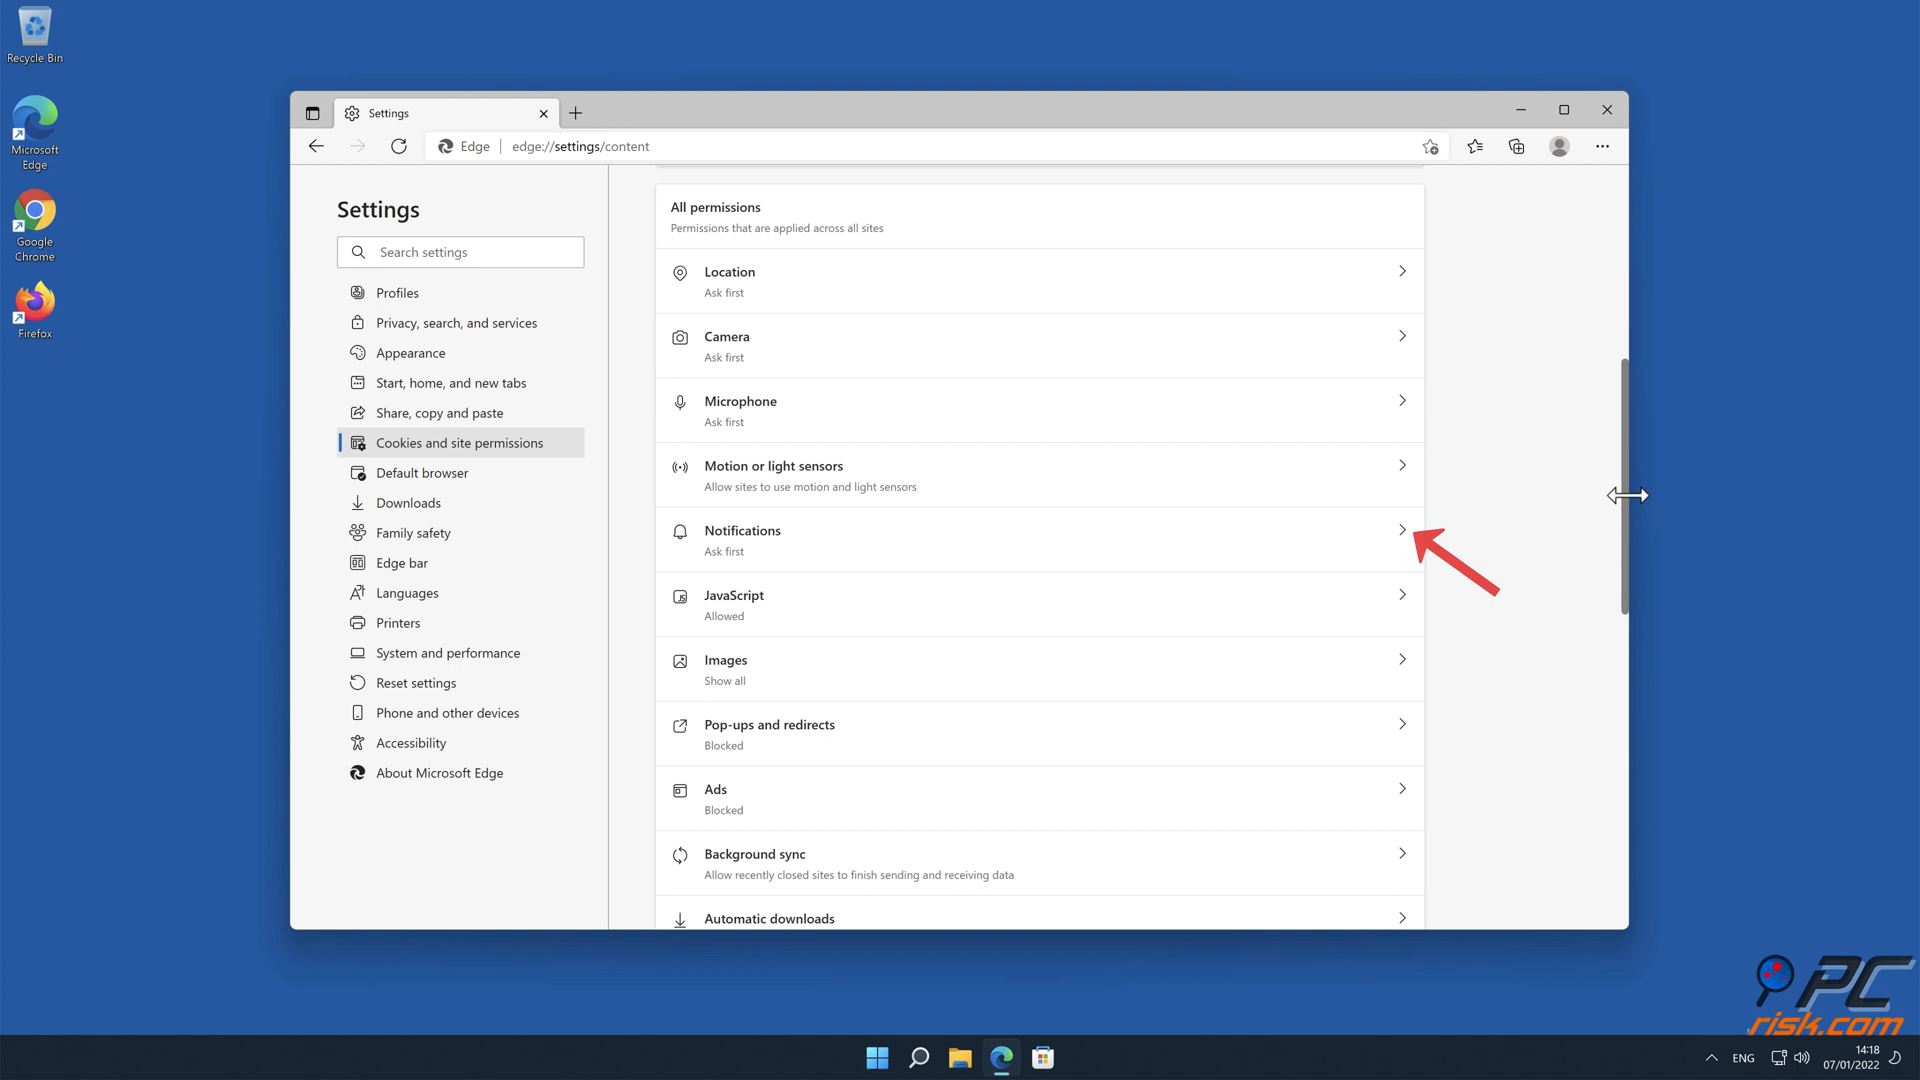 Recycle Bin
Microsoft
Edge
Google
Chrome
Firefox
Settings
Edge
edge://settings/content
Settings
Search settings
Profiles
Privacy, search, and services
Appearance
Start, home, and new tabs
Share, copy and paste
Cookies and site permissions
Default browser
Downloads
Family safety
Edge bar
Languages
Printers
System and performance
Reset settings
Phone and other devices
Accessibility
About Microsoft Edge
All permissions
Permissions that are applied across all sites
Location
Ask first
Camera
Ask first
Microphone
Ask first
Motion or light sensors
Allow sites to use motion and light sensors
Notifications
Ask first
JavaScript
Allowed
Images
Show all
Pop-ups and redirects
Blocked
Ads
Blocked
Background sync
Allow recently closed sites to finish sending and receiving data
Automatic downloads
PC
risk.com
ENG
14:18
07/01/2022